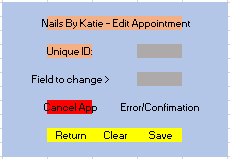 Nails By Katie - Edit Appointment
Unique ID:
Field to change >
Cancel App Error/Confimation
Return Clear Save